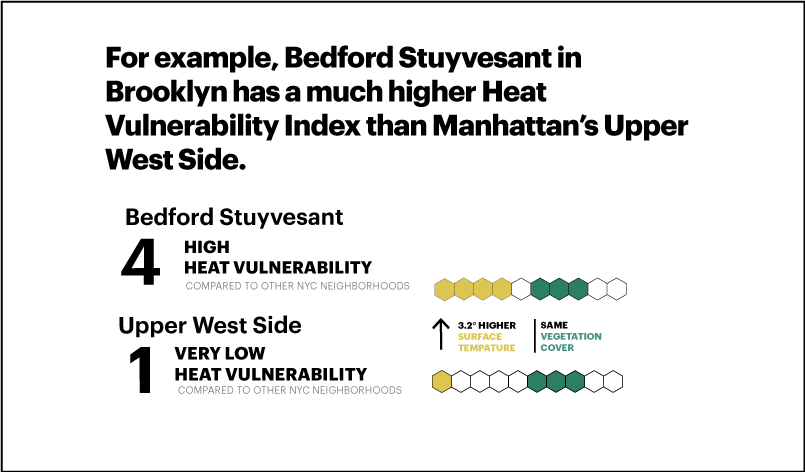 For example, Bedford Stuyvesant in
Brooklyn has a much higher Heat
Vulnerability Index than Manhattan’s Upper
West Side.
Bedford Stuyvesant
4
HIGH
HEAT VULNERABILITY
COMPARED TO OTHER NYC NEIGHBORHOODS
Upper West Side
1
VERY LOW
HEAT VULNERABILITY
COMPARED TO OTHER NYC NEIGHBORHOODS
3.2° HIGHER
SURFACE
TEMPATURE
SAME
VEGETATION
COVER